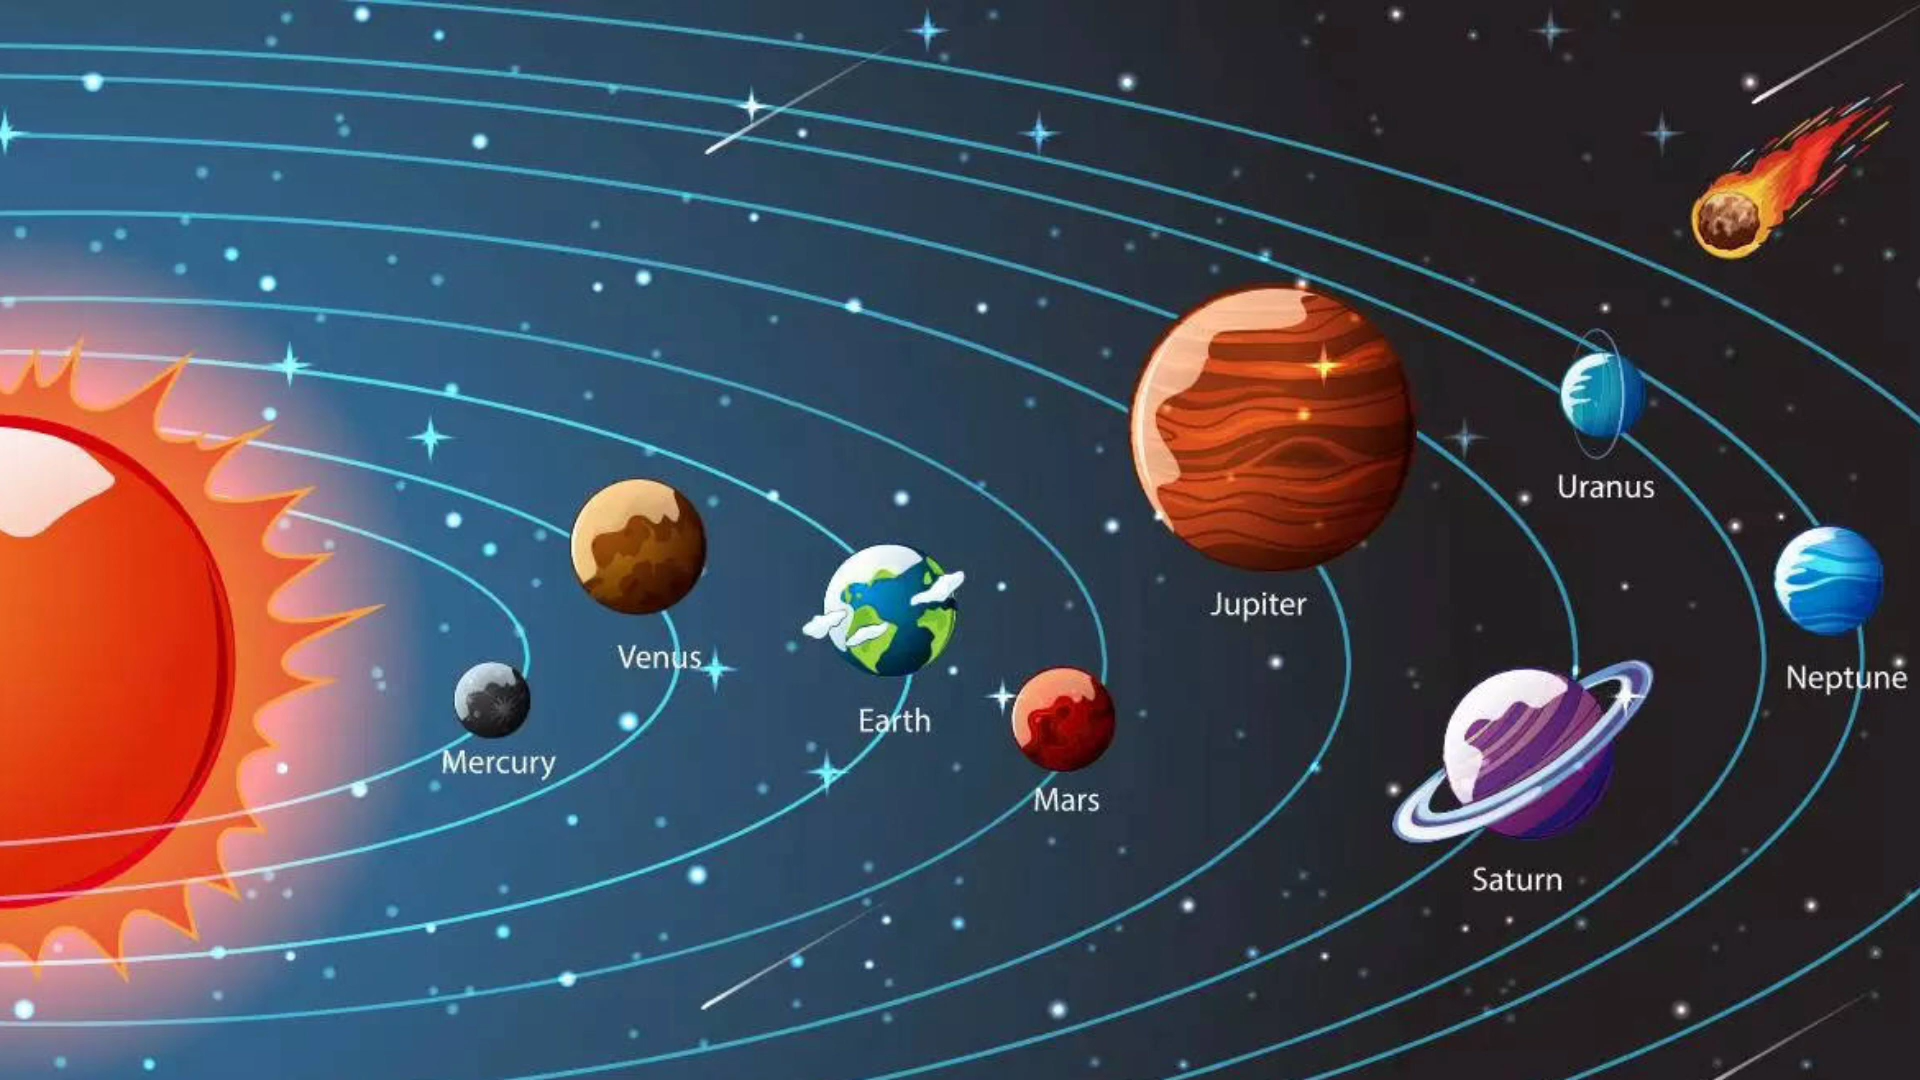 Mercury
Venus
Earth
Mars
Jupiter
Saturn
Uranus
Neptune